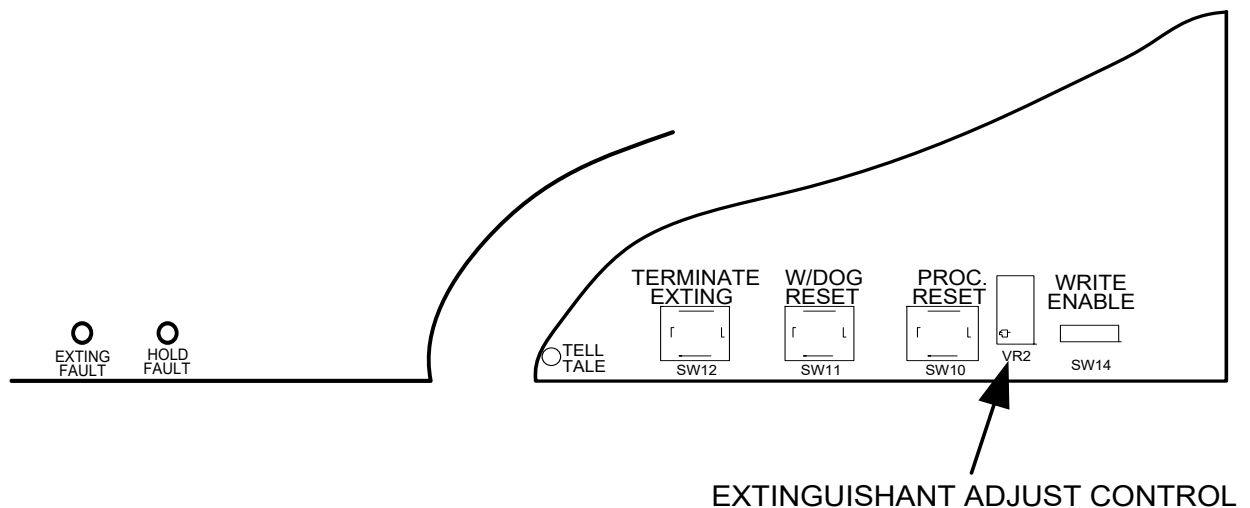 EXTING
FAULT
HOLD
FAULT
TELL
TALE
TERMINATE
EXTING
SW12
W/DOG
RESET
SW11
PROC.
RESET
SW10
VR2
WRITE
ENABLE
SW14
EXTINGUISHANT ADJUST CONTROL